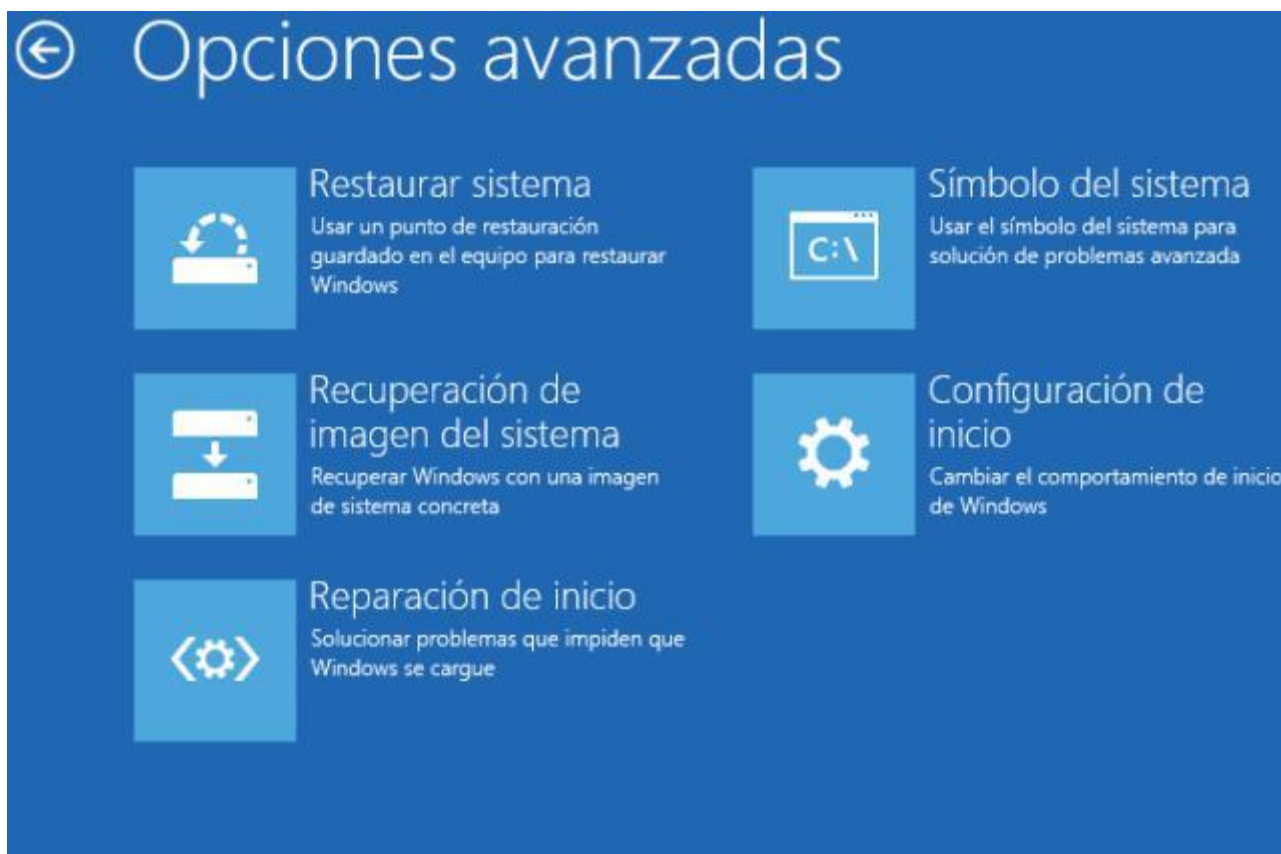 Opciones avanzadas
Restaurar sistema
Usar un punto de restauración
guardado en el equipo para restaurar
Windows
Símbolo del sistema
Usar el símbolo del sistema para
solución de problemas avanzada
C:\
Recuperación de
imagen del sistema
Recuperar Windows con una imagen
de sistema concreta
Configuración de
inicio
Cambiar el comportamiento de inicio
de Windows
Reparación de inicio
Solucionar problemas que impiden que
Windows se cargue